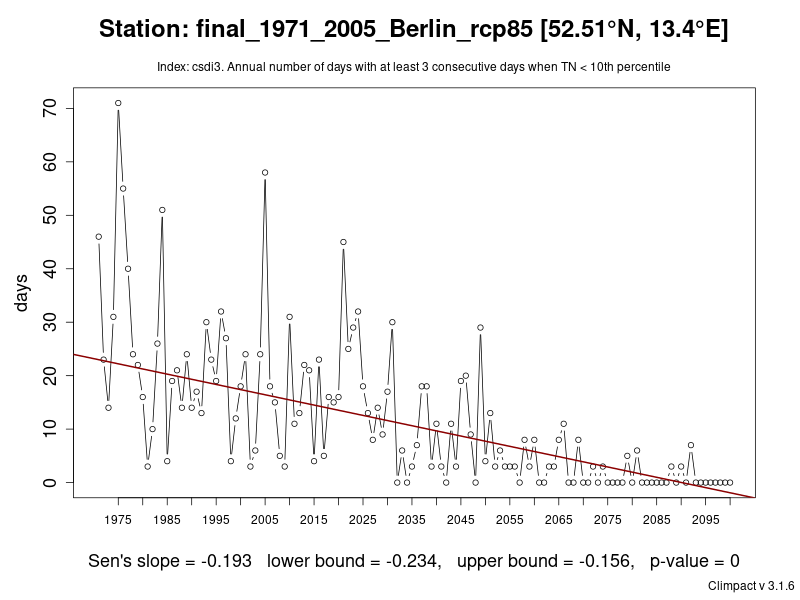 Station: final_1971_2005_Berlin_rcp85 [52.51°N, 13.4°E]
Index: csdi3. Annual number of days with at least 3 consecutive days when TN < 10th percentile
70
60
50
40
30
20
10
0
days
1975 1985 1995 2005 2015 2025 2035 2045 2055 2065 2075 2085 2095
Sen's slope = -0.193 lower bound = -0.234, upper bound = -0.156, p-value = 0
Climpact v 3.1.6